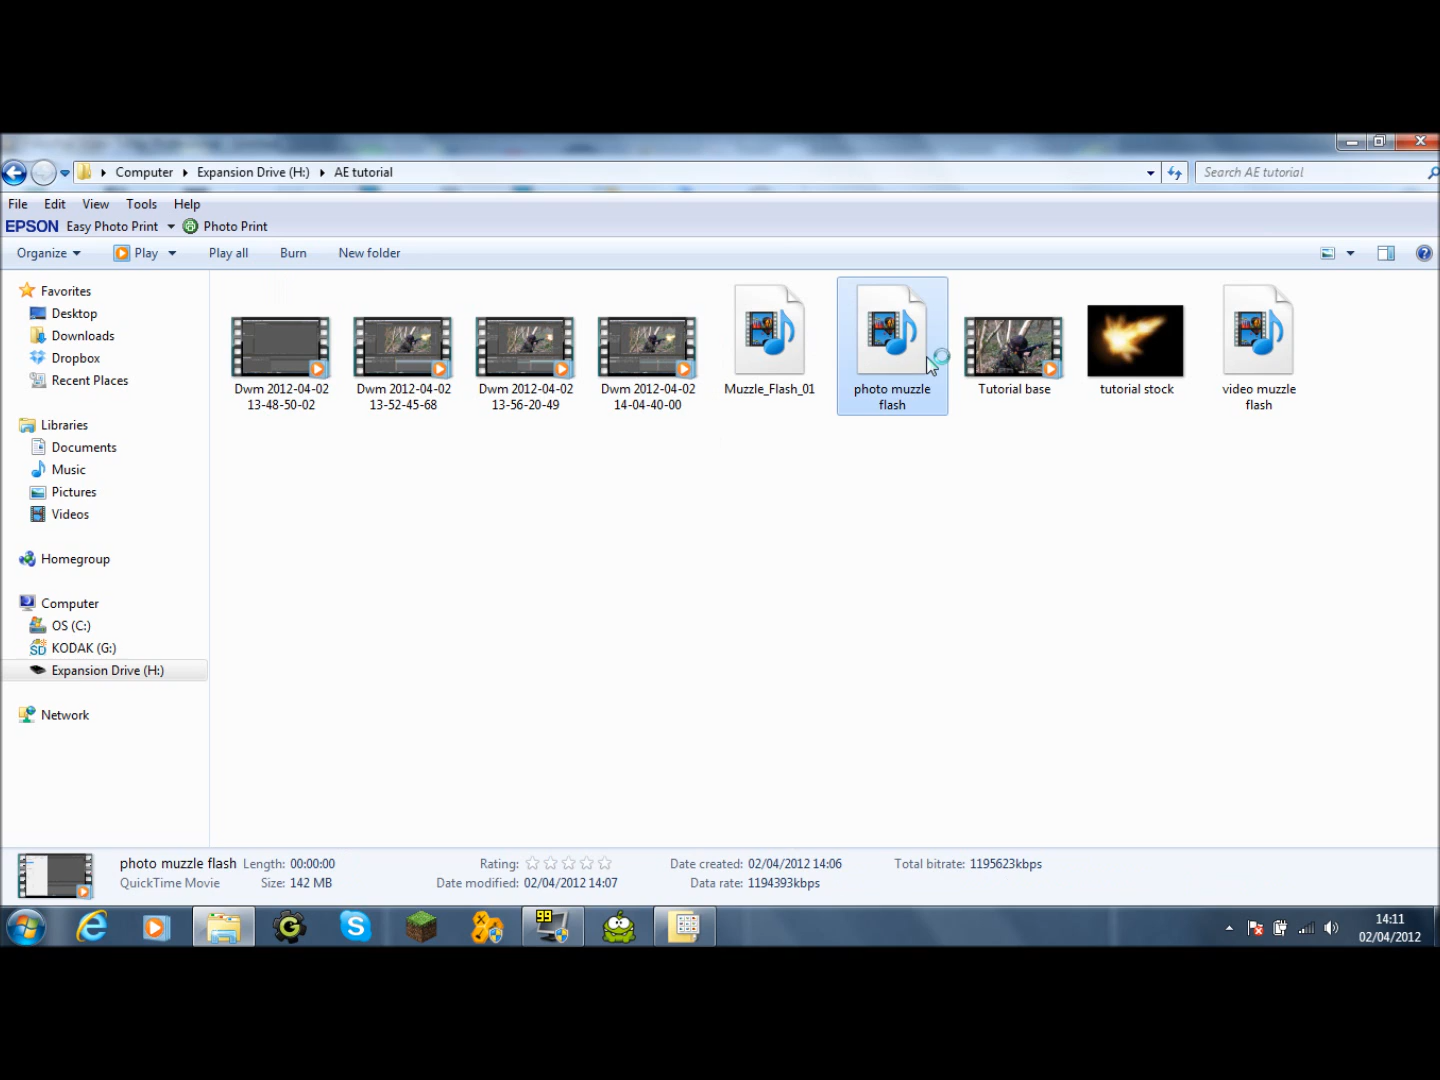 Computer Expansion Drive (H:) AE tutorial
Search AE tutorial
File Edit View Tools Help
EPSON Easy Photo Print Photo Print
Organize Play Play all Burn New folder
Favorites
Desktop
Downloads
Dropbox
Recent Places
Libraries
Documents
Music
Pictures
Videos
Homegroup
Computer
OS (C:)
KODAK (G:)
Expansion Drive (H:)
Network
Dwm 2012-04-02
13-48-50-02
Dwm 2012-04-02
13-52-45-68
Dwm 2012-04-02
13-56-20-49
Dwm 2012-04-02
14-04-40-00
Muzzle_Flash_01
photo muzzle
flash
Tutorial base
tutorial stock
video muzzle
flash
photo muzzle flash Length: 00:00:00 Rating: Date created: 02/04/2012 14:06 Total bitrate: 1195623kbps
QuickTime Movie Size: 142 MB Date modified: 02/04/2012 14:07 Data rate: 1194393kbps
99
14:11
02/04/2012